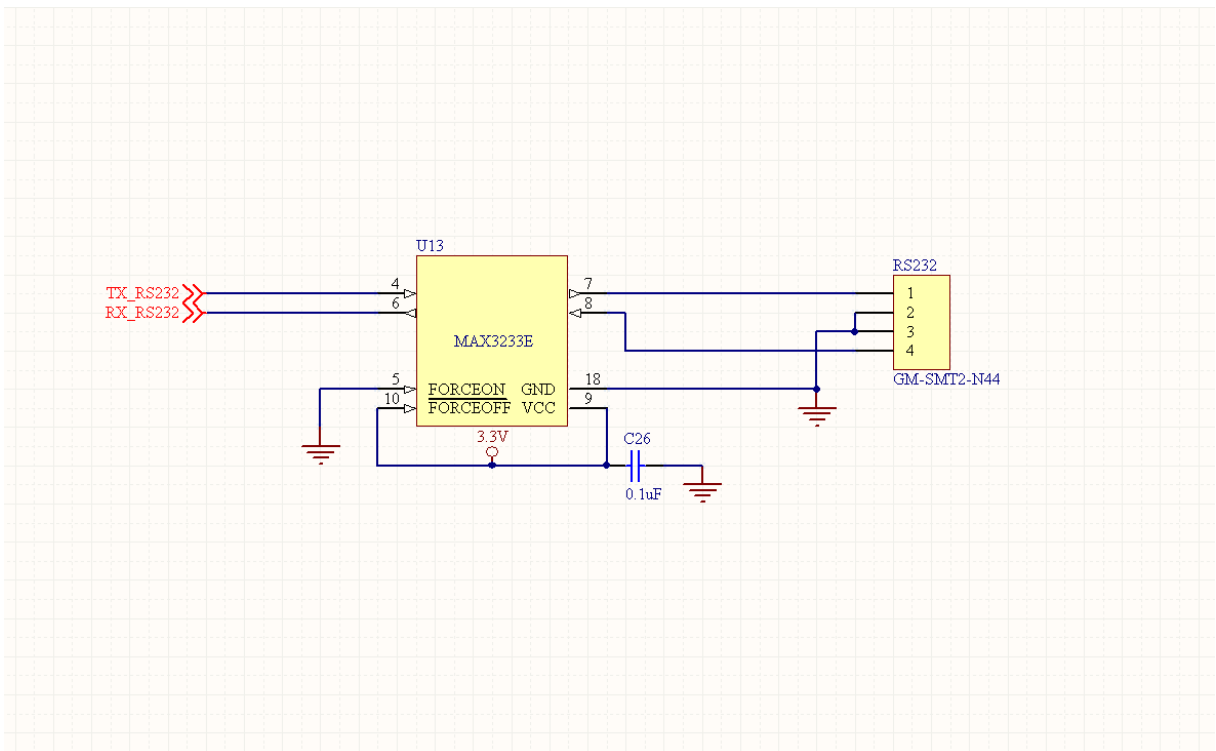 U13
TX_RS232
RX_RS232
4
6
MAX3233E
7
8
RS232
1
2
3
4
GM-SMT2-N44
5
10
FORCEON GND
FORCEOFF VCC
18
9
3.3V
C26
0.1uF